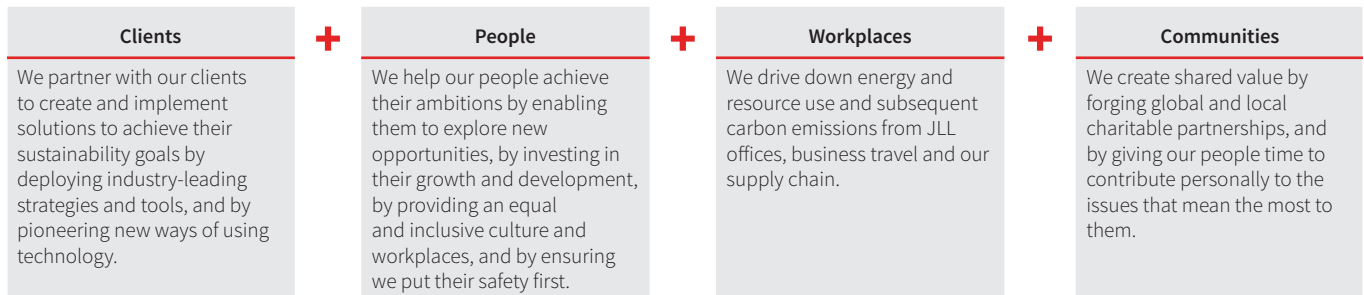 Clients
We partner with our clients
to create and implement
solutions to achieve their
sustainability goals by
deploying industry-leading
strategies and tools, and by
pioneering new ways of using
technology.
+
People
We help our people achieve
their ambitions by enabling
them to explore new
opportunities, by investing in
their growth and development,
by providing an equal
and inclusive culture and
workplaces, and by ensuring
we put their safety first.
+
Workplaces
We drive down energy and
resource use and subsequent
carbon emissions from JLL
offices, business travel and our
supply chain.
+
Communities
We create shared value by
forging global and local
charitable partnerships, and
by giving our people time to
contribute personally to the
issues that mean the most to
them.